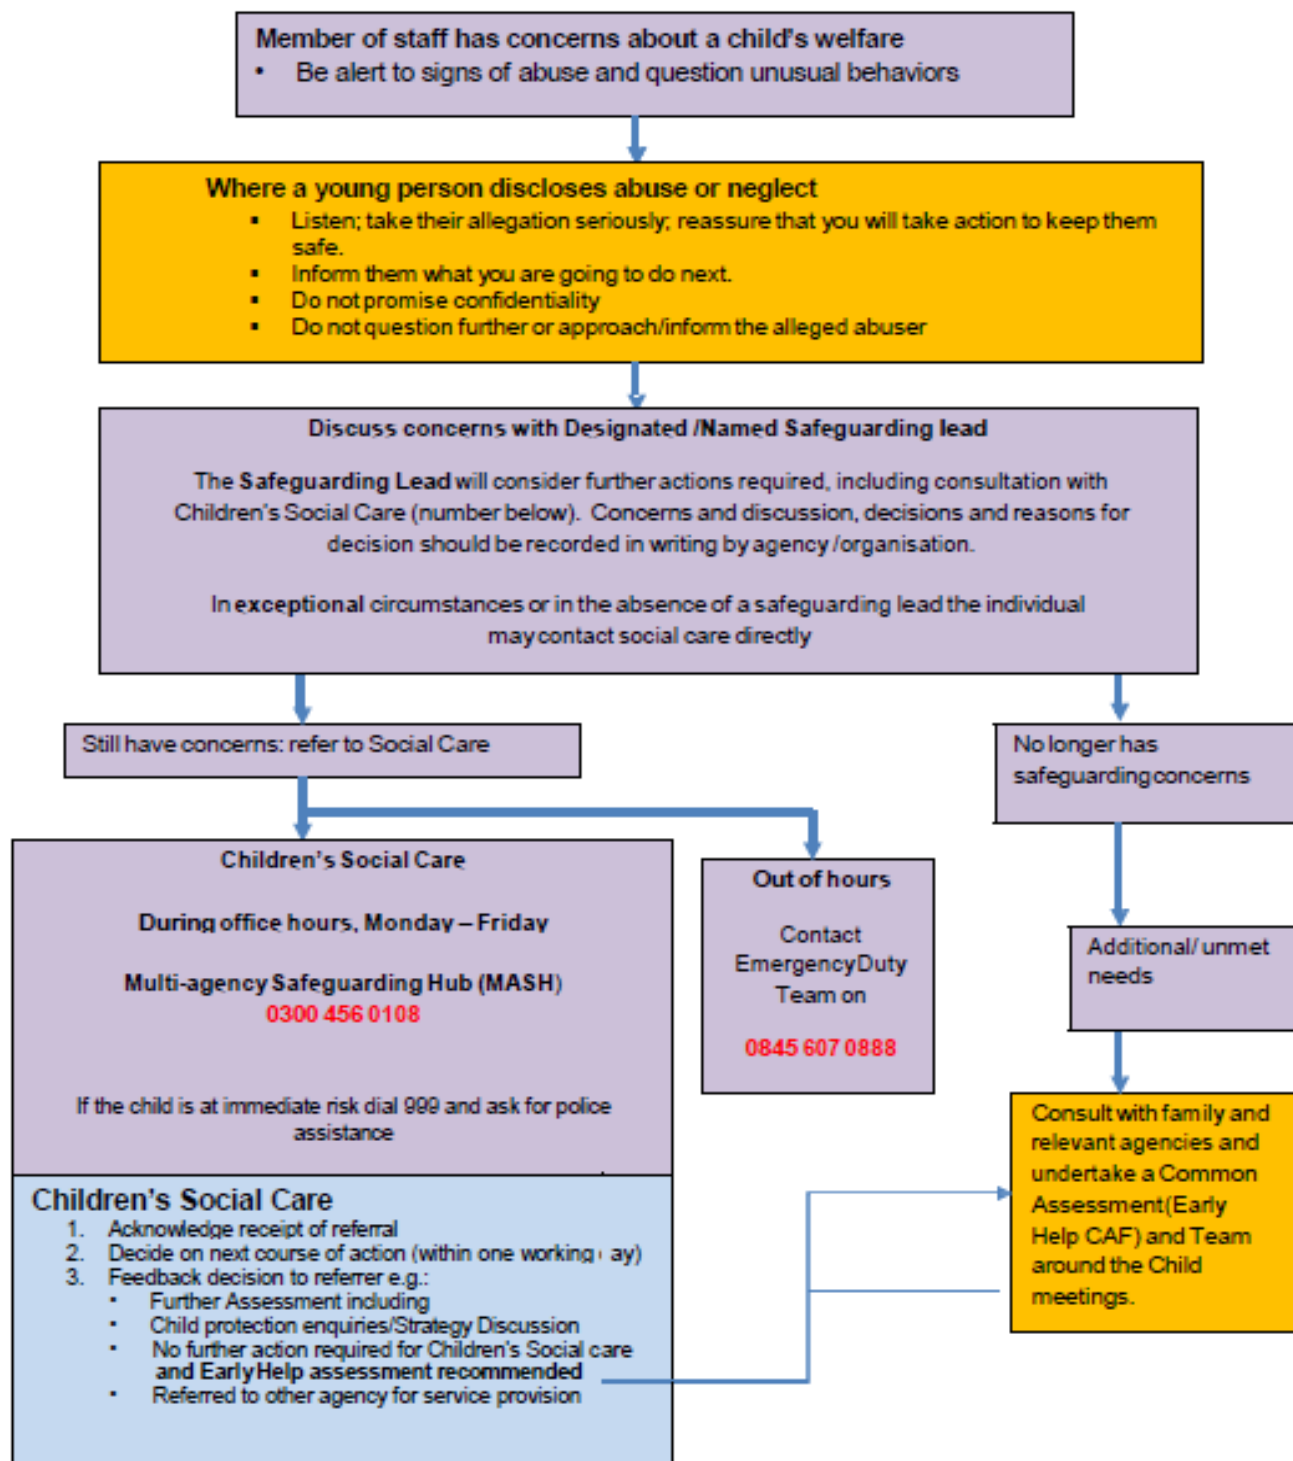 Member of staff has concerns about a child's welfare
• Be alert to signs of abuse and question unusual behaviors
Where a young person discloses abuse or neglect
▪ Listen; take their allegation seriously; reassure that you will take action to keep them
safe.
▪ Inform them what you are going to do next.
▪ Do not promise confidentiality
▪ Do not question further or approach/inform the alleged abuser
Discuss concerns with Designated /Named Safeguarding lead
The Safeguarding Lead will consider further actions required, including consultation with
Children's Social Care (number below). Concerns and discussion, decisions and reasons for
decision should be recorded in writing by agency /organisation.
In exceptional circumstances or in the absence of a safeguarding lead the individual
may contact social care directly
Still have concerns: refer to Social Care
No longer has
safeguarding concerns
Children's Social Care
During office hours, Monday – Friday
Multi-agency Safeguarding Hub (MASH)
0300 456 0108
If the child is at immediate risk dial 999 and ask for police
assistance
Out of hours
Contact
Emergency Duty
Team on
0845 607 0888
Additional/ unmet
needs
Consult with family and
relevant agencies and
undertake a Common
Assessment (Early
Help CAF) and Team
around the Child
meetings.
Children's Social Care
1. Acknowledge receipt of referral
2. Decide on next course of action (within one working ay)
3. Feedback decision to referrer e.g.:
▪ Further Assessment including
▪ Child protection enquiries/Strategy Discussion
▪ No further action required for Children's Social care
and Early Help assessment recommended
▪ Referred to other agency for service provision